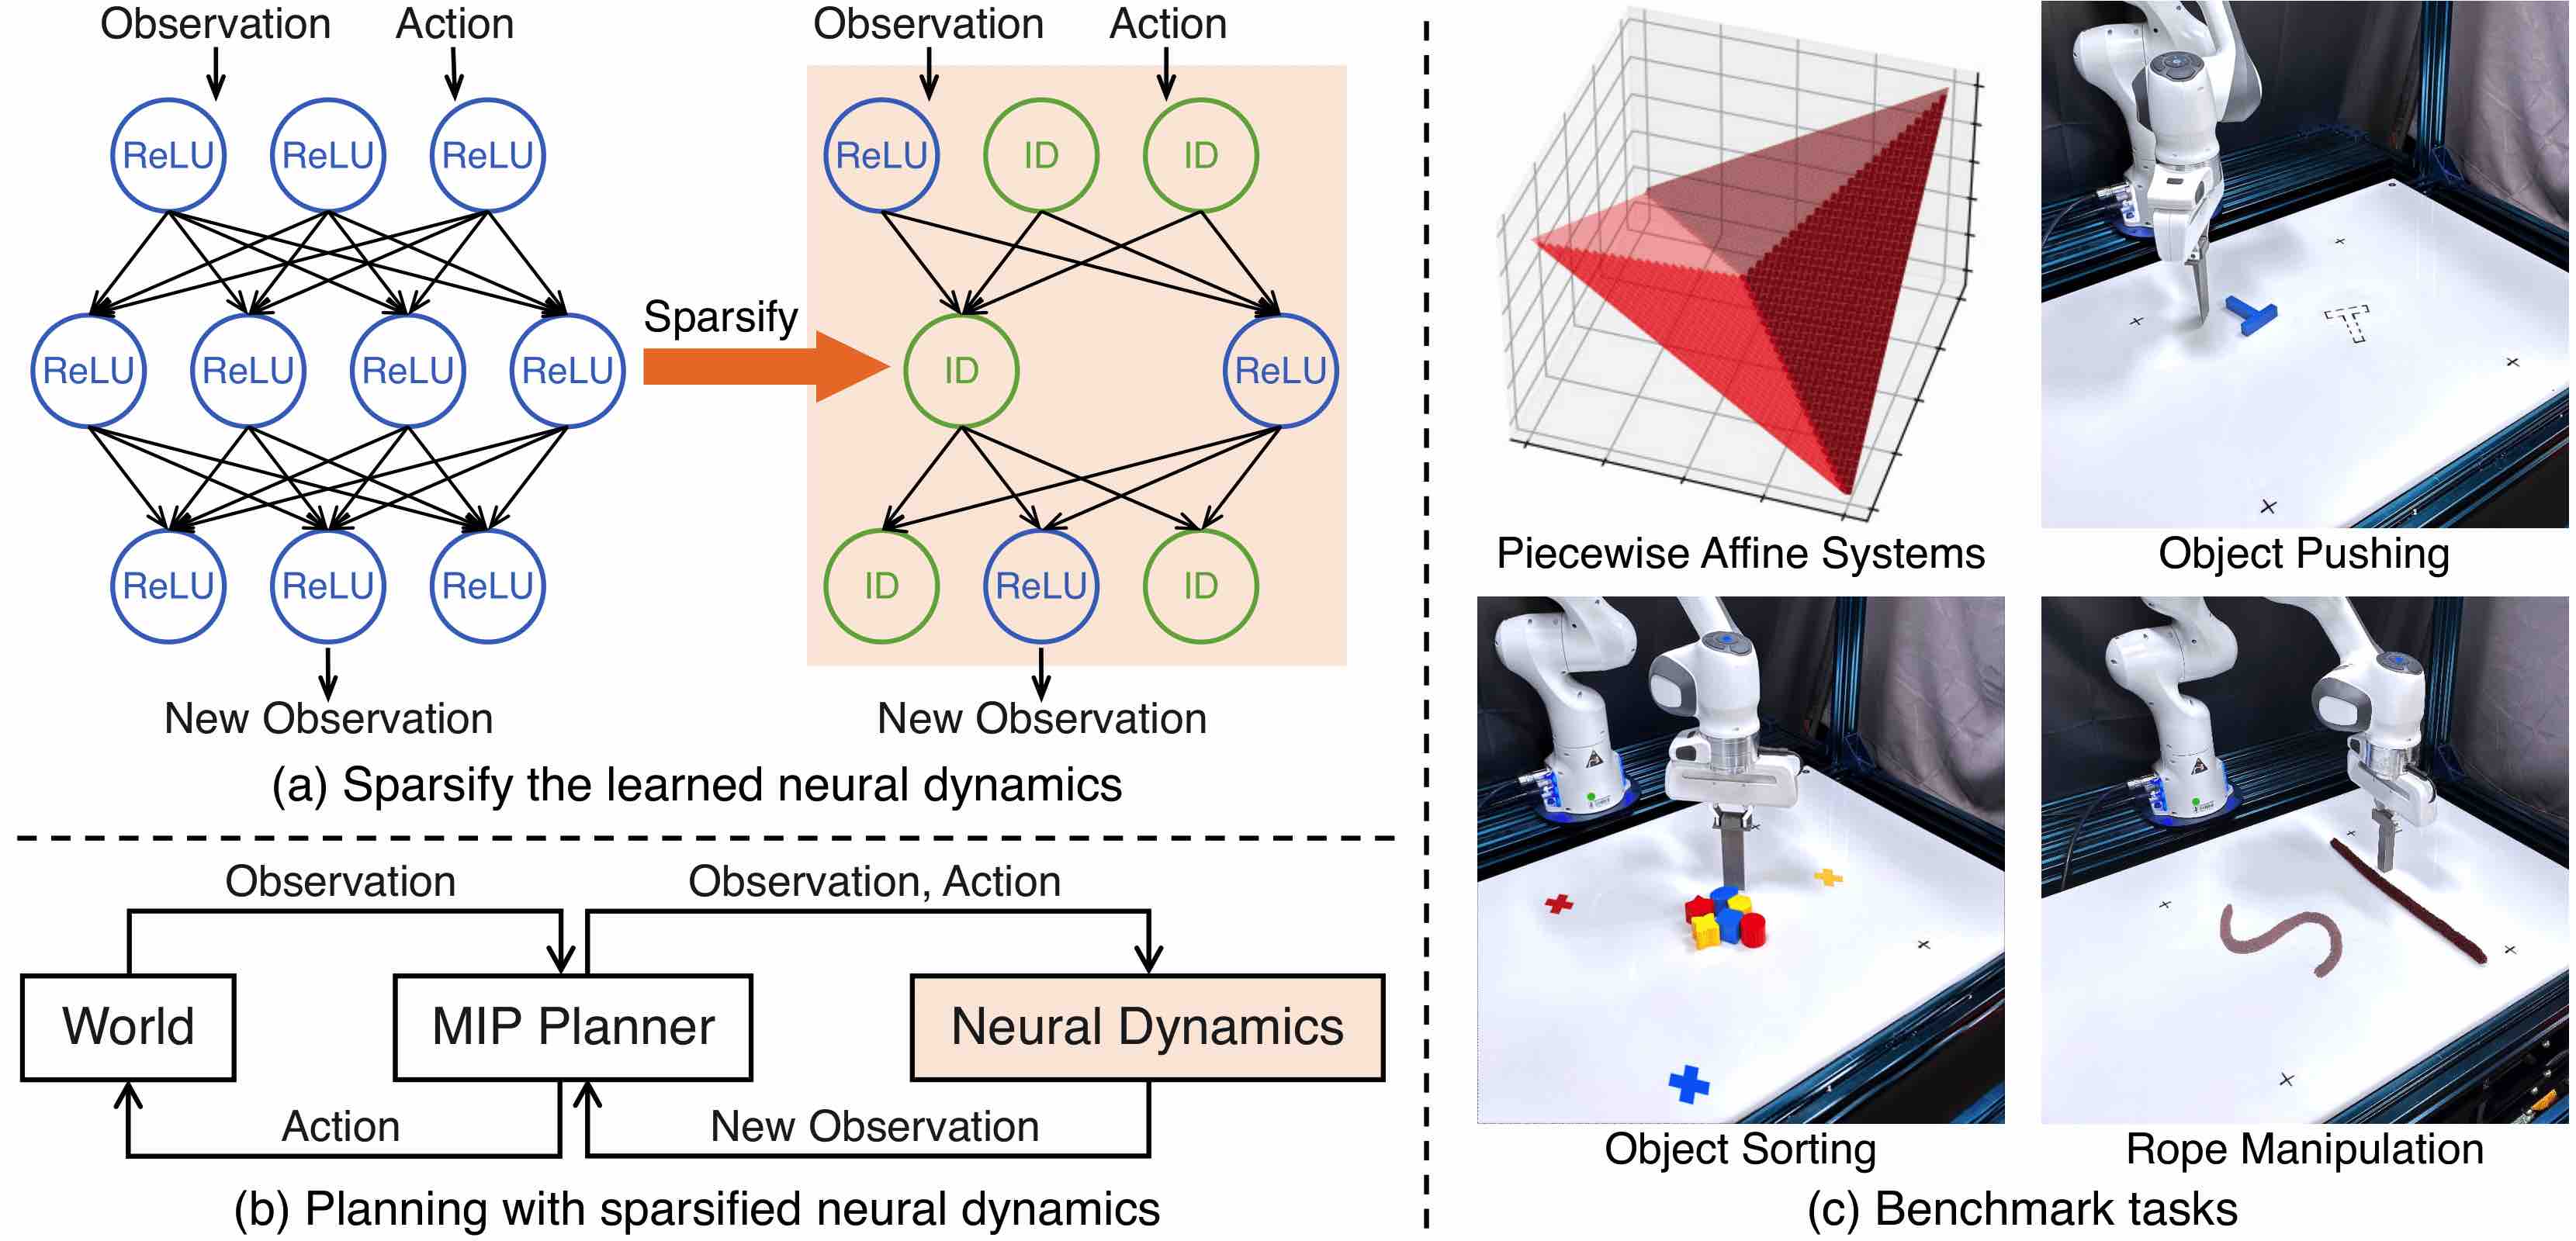 Observation Action
ReLU ReLU ReLU
ReLU ReLU ReLU ReLU
ReLU ReLU ReLU
New Observation
Sparsify
Observation Action
ReLU ID ID
ID ReLU
ID ReLU ID
New Observation
(a) Sparsify the learned neural dynamics
Observation
Observation, Action
World
MIP Planner
Neural Dynamics
Action
New Observation
(b) Planning with sparsified neural dynamics
Piecewise Affine Systems
Object Pushing
Object Sorting
Rope Manipulation
(c) Benchmark tasks